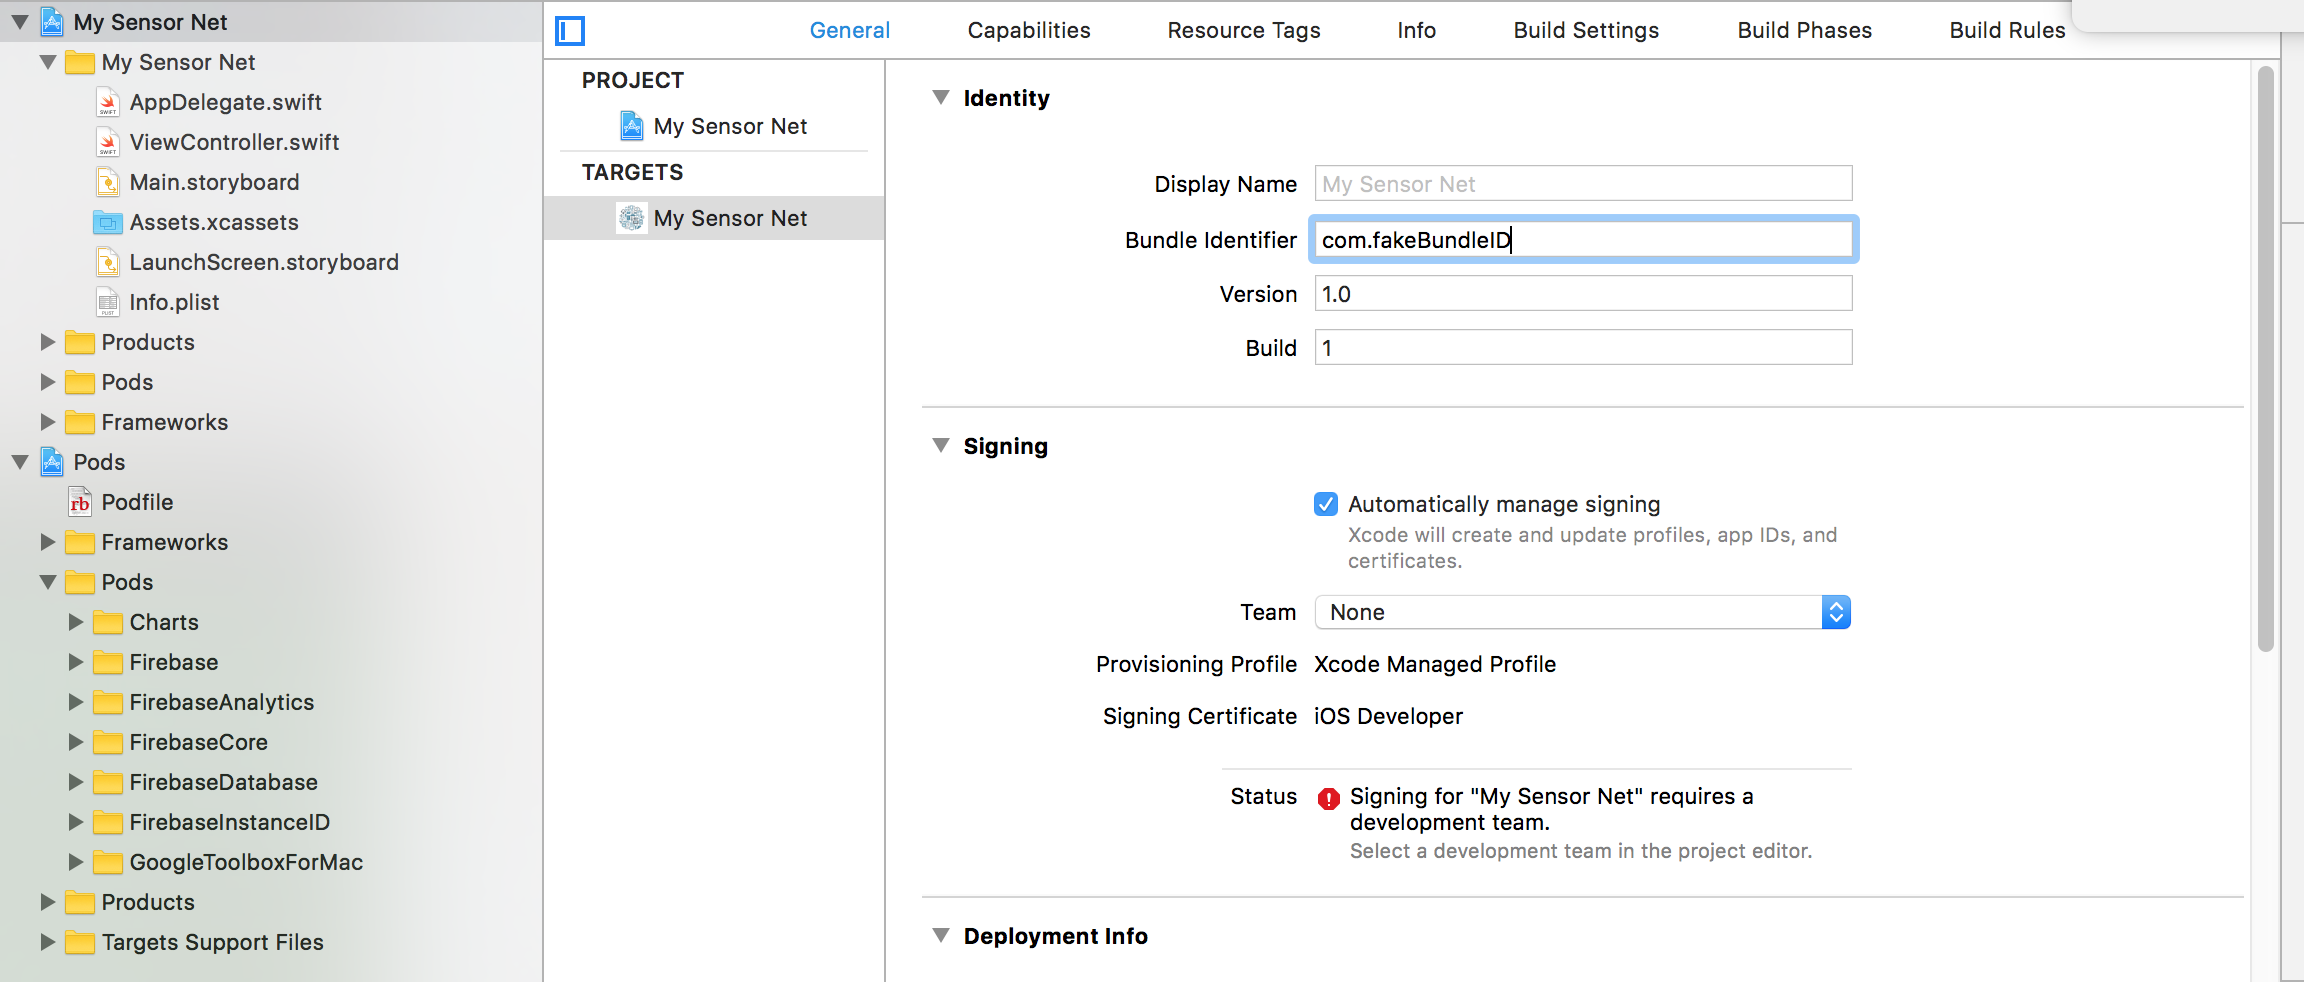 My Sensor Net
My Sensor Net
AppDelegate.swift
ViewController.swift
Main.storyboard
Assets.xcassets
LaunchScreen.storyboard
Info.plist
Products
Pods
Frameworks
Pods
Podfile
Frameworks
Pods
Charts
Firebase
FirebaseAnalytics
FirebaseCore
FirebaseDatabase
FirebaseInstanceID
GoogleToolboxForMac
Products
Targets Support Files
General Capabilities Resource Tags Info Build Settings Build Phases Build Rules
PROJECT
My Sensor Net
TARGETS
My Sensor Net
Identity
Display Name My Sensor Net
Bundle Identifier com.fakeBundleID
Version 1.0
Build 1
Signing
Automatically manage signing
Xcode will create and update profiles, app IDs, and
certificates.
Team None
Provisioning Profile Xcode Managed Profile
Signing Certificate iOS Developer
Status Signing for "My Sensor Net" requires a
development team.
Select a development team in the project editor.
Deployment Info